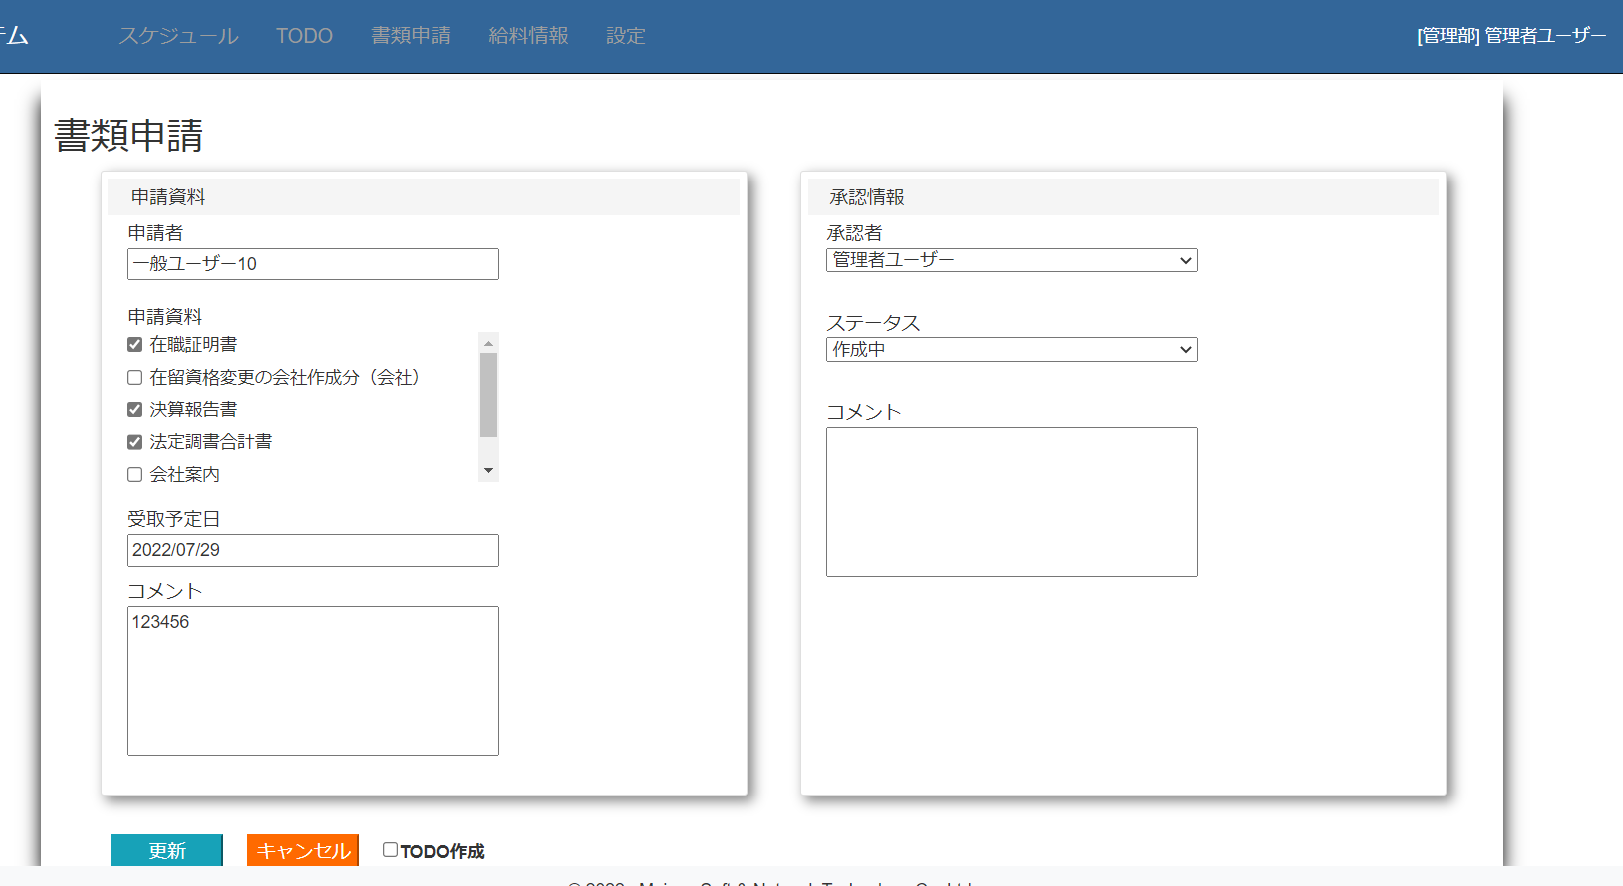 テム
スケジュール TODO 書類申請 給料情報 設定
[管理部] 管理者ユーザー
書類申請
申請資料
申請者
一般ユーザー10
申請資料
在職証明書
在留資格変更の会社作成分（会社）
決算報告書
法定調書合計書
会社案内
受取予定日
2022/07/29
コメント
123456
承認情報
承認者
管理者ユーザー
ステータス
作成中
コメント
更新 キャンセル TODO作成